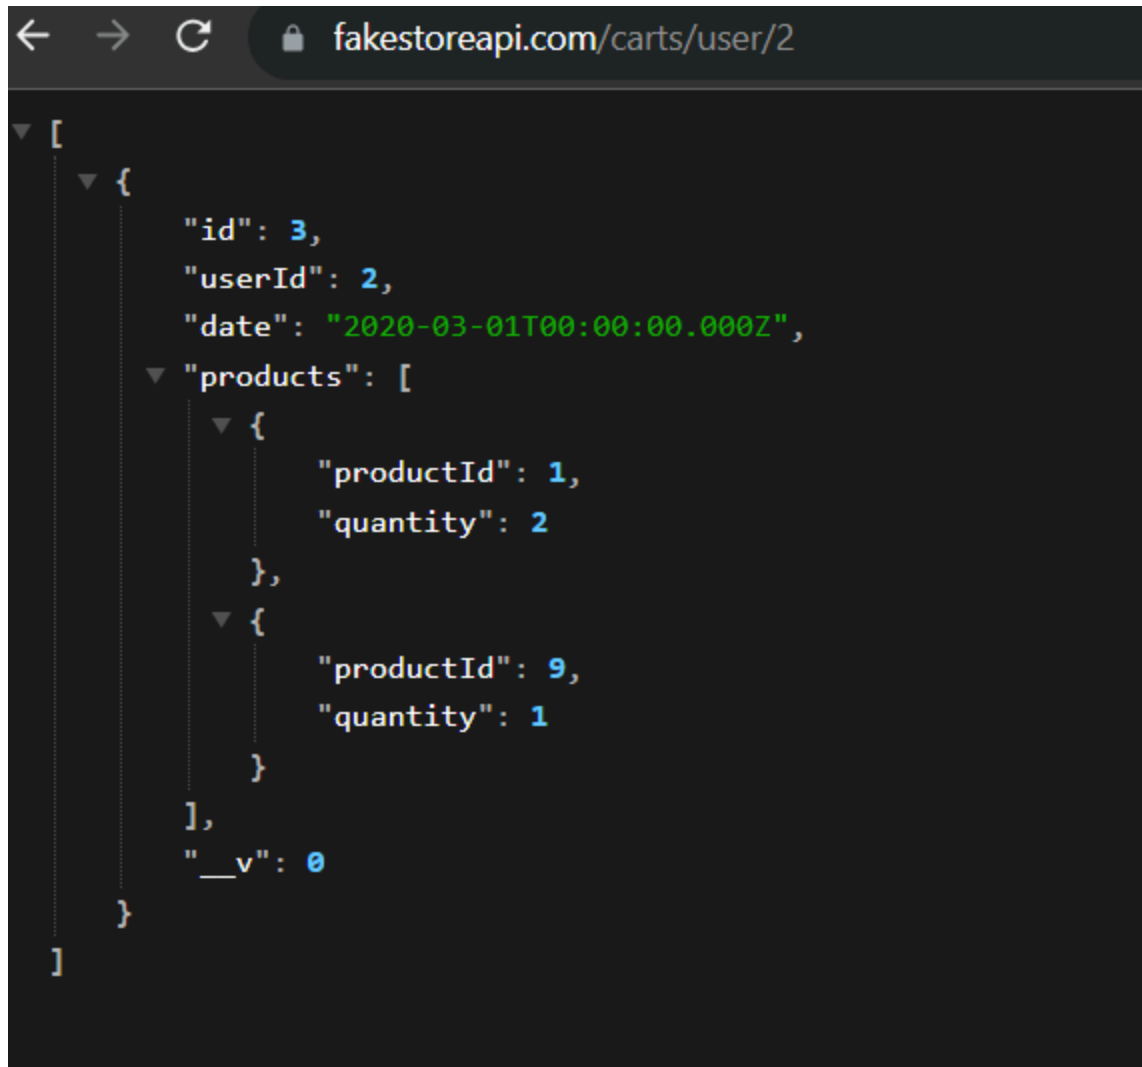 fakestoreapi.com/carts/user/2
[
{
"id": 3,
"userId": 2,
"date": "2020-03-01T00:00:00.000Z",
"products": [
{
"productId": 1,
"quantity": 2
},
{
"productId": 9,
"quantity": 1
}
],
"__v": 0
}
]